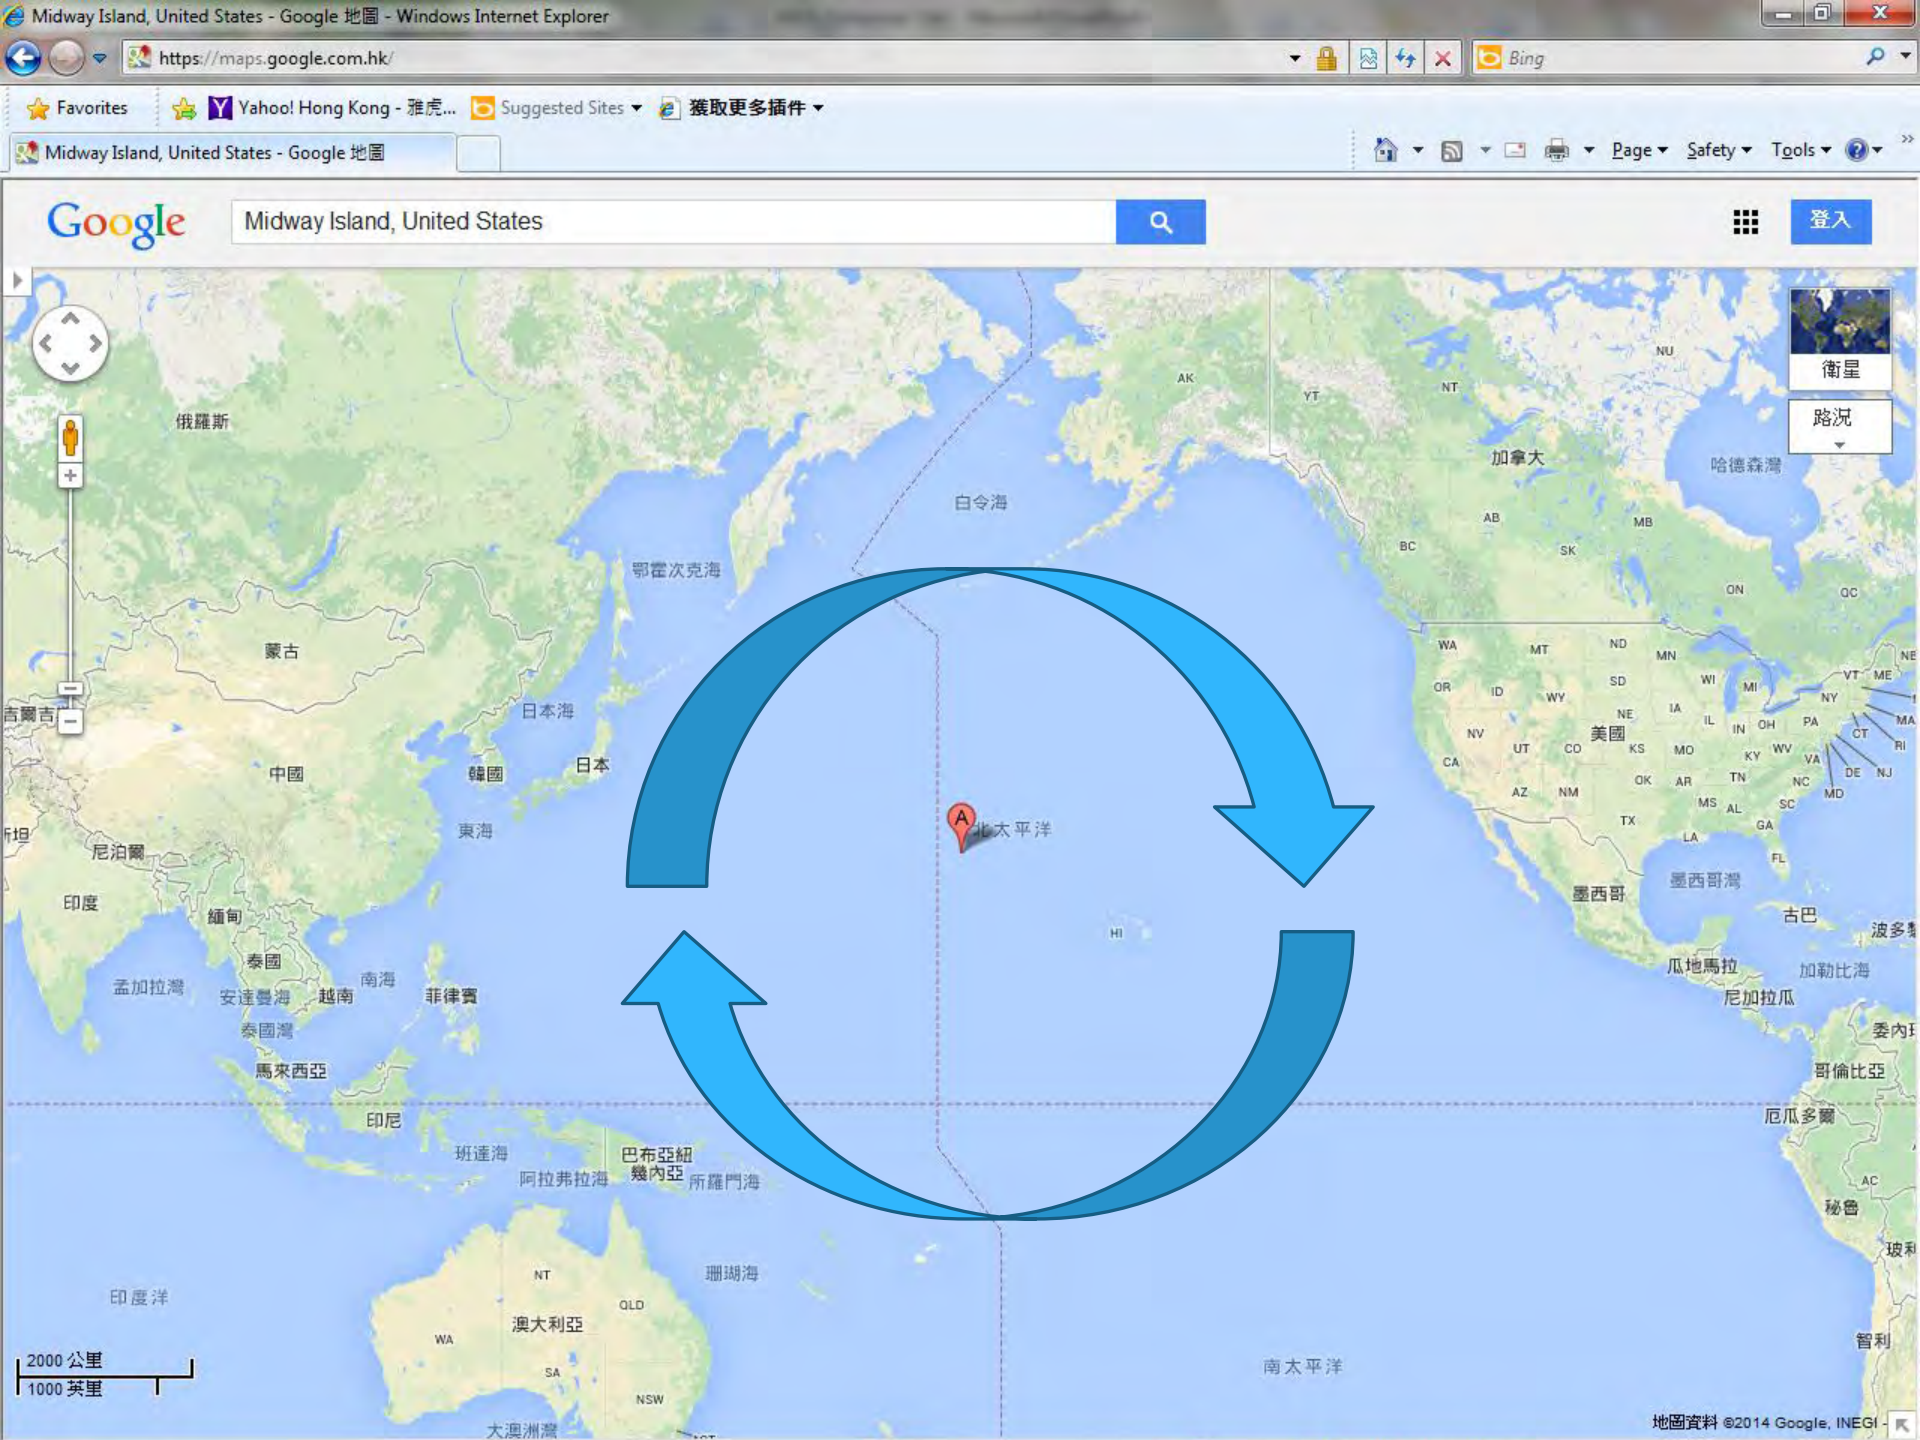 Midway Island, United States - Google 地圖 - Windows Internet Explorer
https://maps.google.com.hk/
Bing
Favorites
Yahoo! Hong Kong - 雅虎...
Suggested Sites
獲取更多插件
Midway Island, United States - Google 地圖
Page
Safety
Tools
Google
Midway Island, United States
登入
衛星
路況
NU
AK
YT
NT
俄羅斯
加拿大
哈德森灣
白令海
AB
MB
BC
SK
鄂霍次克海
ON
QC
蒙古
WA
MT
ND
MN
NB
VT
ME
OR
ID
WY
SD
WI
MI
NY
吉爾吉
日本海
NE
IA
IL
IN
OH
PA
CT
MA
RI
NV
UT
CO
美國
KS
MO
KY
WV
VA
中國
韓國
日本
CA
AZ
NM
OK
AR
TN
NC
DE
NJ
MD
MS
AL
SC
東海
A
北太平洋
TX
LA
GA
尼泊爾
FL
印度
緬甸
墨西哥
墨西哥灣
古巴
HI
泰國
瓜地馬拉
加勒比海
孟加拉灣
安達曼海
越南
南海
菲律賓
尼加拉瓜
泰國灣
馬來西亞
哥倫比亞
印尼
厄瓜多爾
班達海
巴布亞紐
幾內亞
阿拉弗拉海
所羅門海
AC
秘魯
印度洋
NT
珊瑚海
QLD
澳大利亞
WA
智利
2000 公里
1000 英里
SA
南太平洋
NSW
大澳洲灣
地圖資料 ©2014 Google, INEGI -